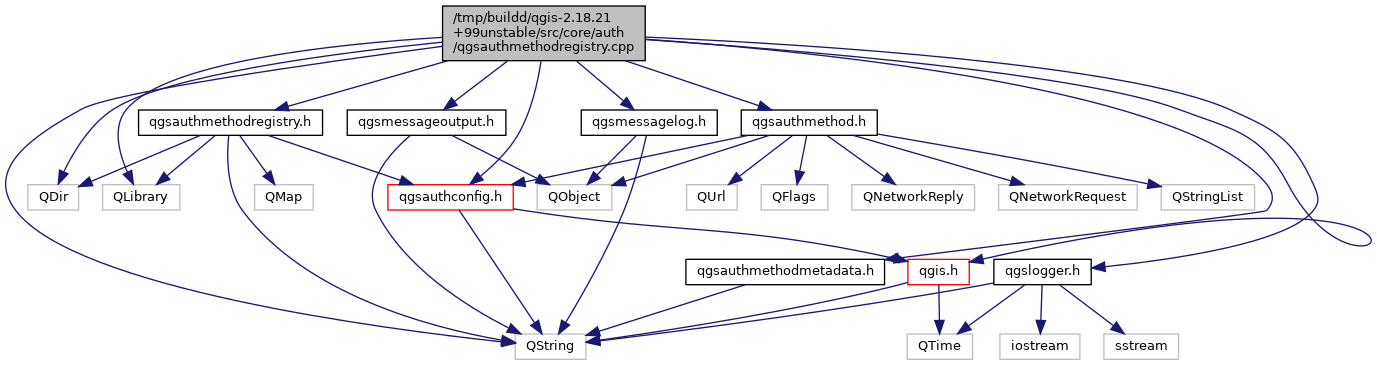 /tmp/buildd/qgis-2.18.21
+99unstable/src/core/auth
/qgsauthmethodregistry.cpp
qgsauthmethodregistry.h
qgsmessageoutput.h
qgsmessagelog.h
qgsauthmethod.h
QDir
QLibrary
QMap
qgsauthconfig.h
QObject
QUrl
QFlags
QNetworkReply
QNetworkRequest
QStringList
qgsauthmethodmetadata.h
qgis.h
qgslogger.h
QString
QTime
iostream
sstream